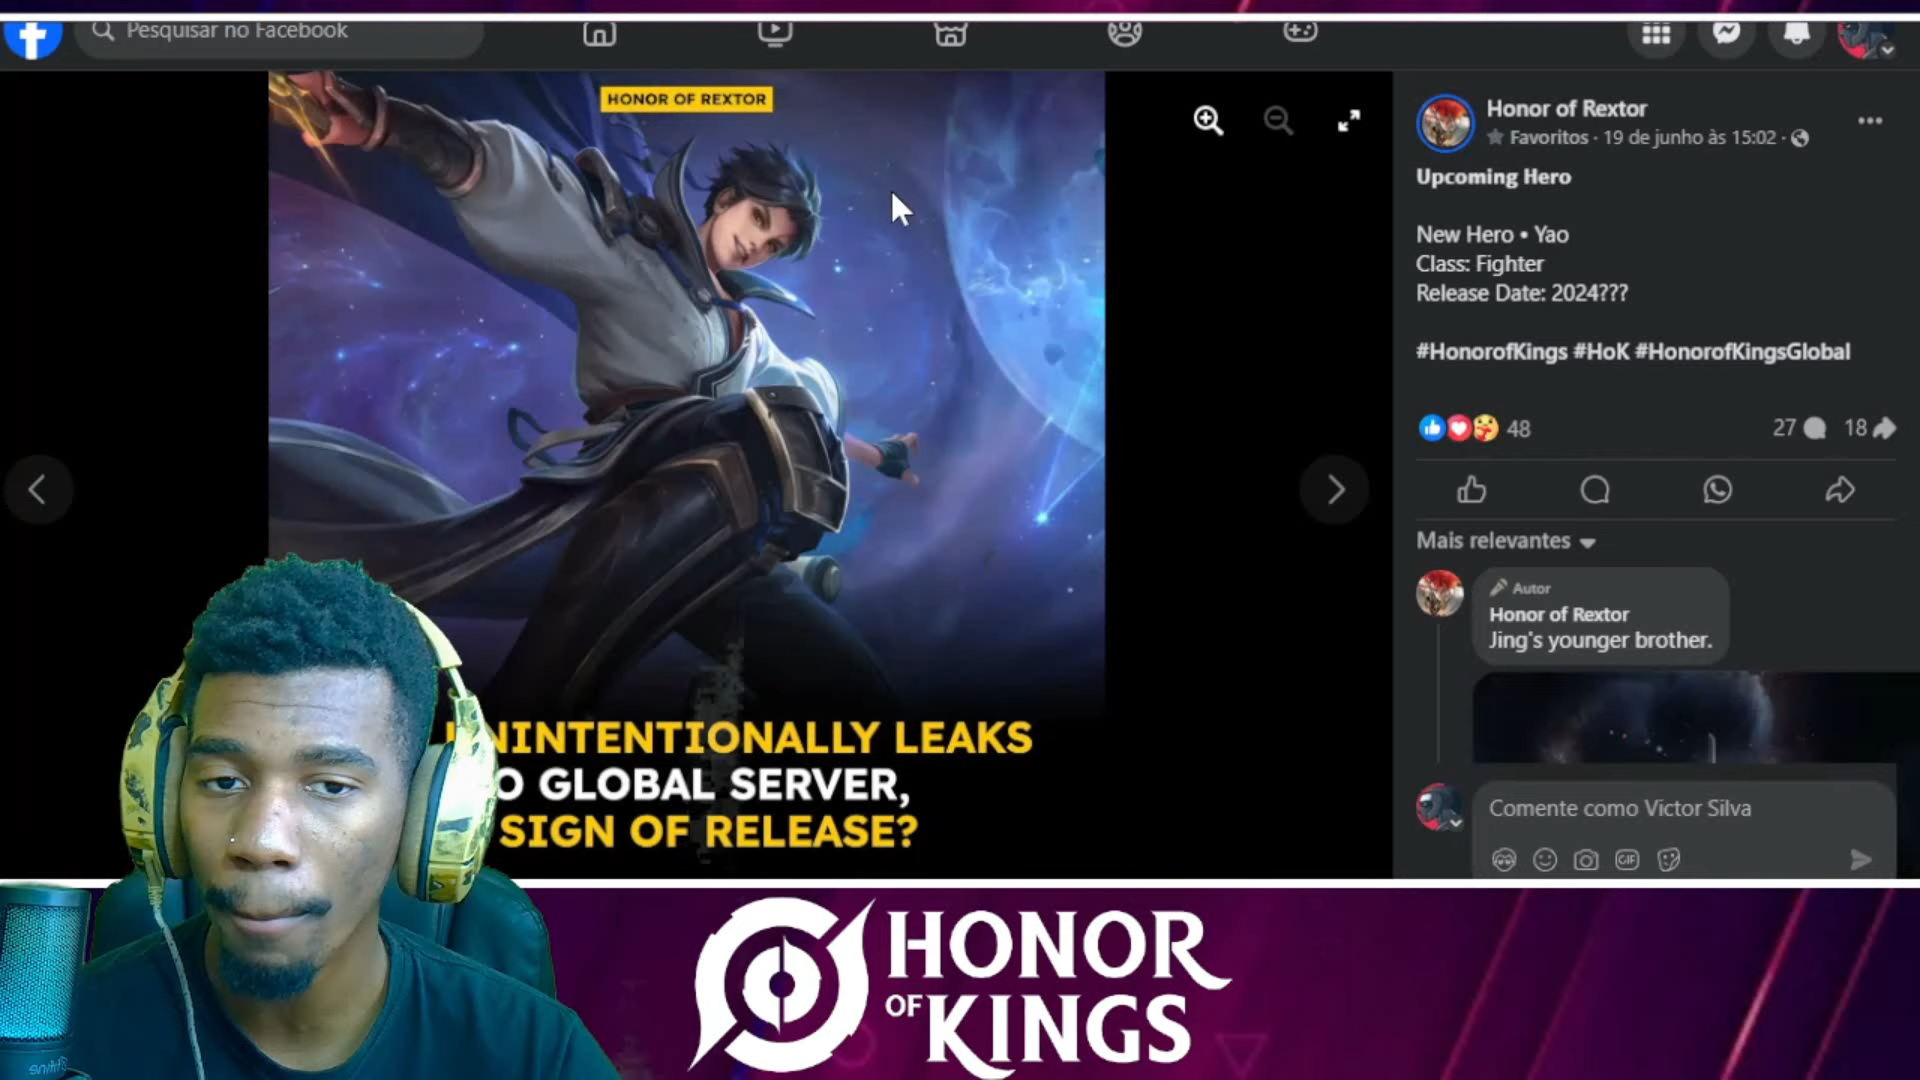 Pesquisar no Facebook
HONOR OF REXTOR
Honor of Rextor
Favoritos · 19 de junho às 15:02 ·
Upcoming Hero
New Hero • Yao
Class: Fighter
Release Date: 2024???
#HonorofKings #HoK #HonorofKingsGlobal
48
27
18
Mais relevantes
Autor
Honor of Rextor
Jing's younger brother.
LEAKS
GLOBAL SERVER,
SIGN OF RELEASE?
Comente como Victor Silva
GIF
HONOR
OF KINGS